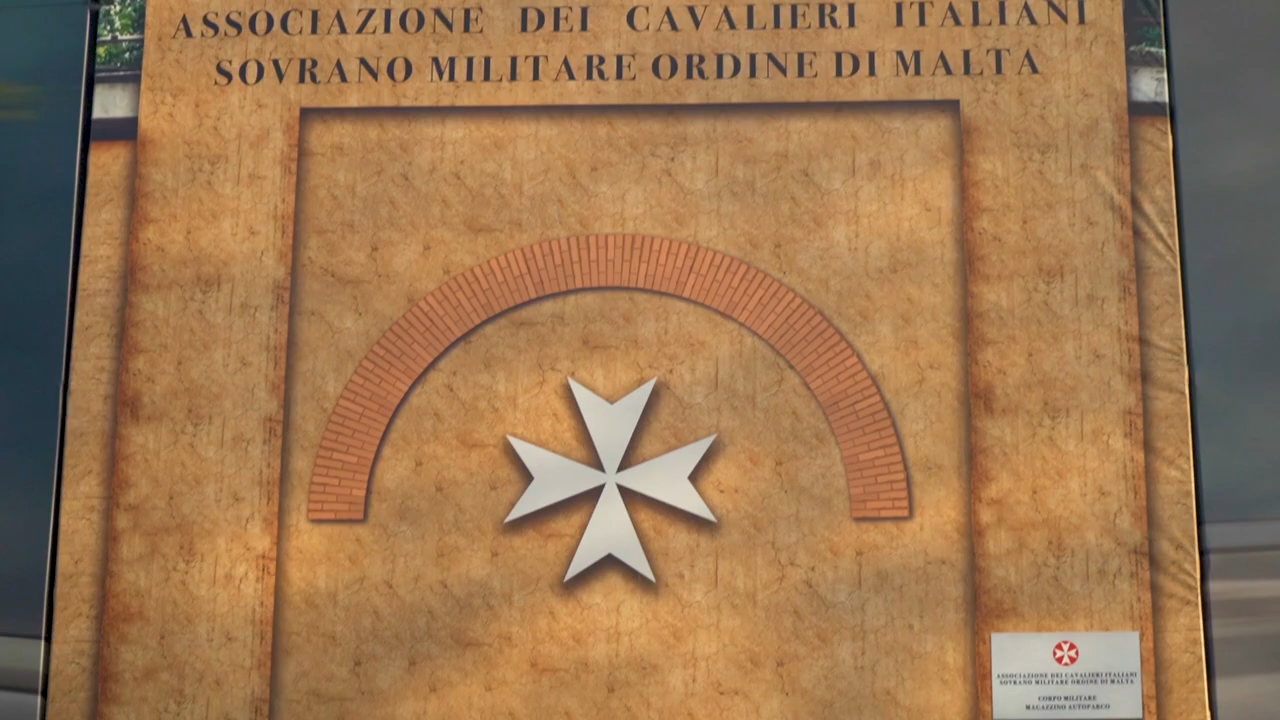 ASSOCIAZIONE DEI CAVALIERI ITALIANI
SOVRANO MILITARE ORDINE DI MALTA
ASSOCIAZIONE DEI CAVALIERI ITALIANI
SOVRANO MILITARE ORDINE DI MALTA
CORPO MILITARE
MAGAZZINO AUTOPARCO